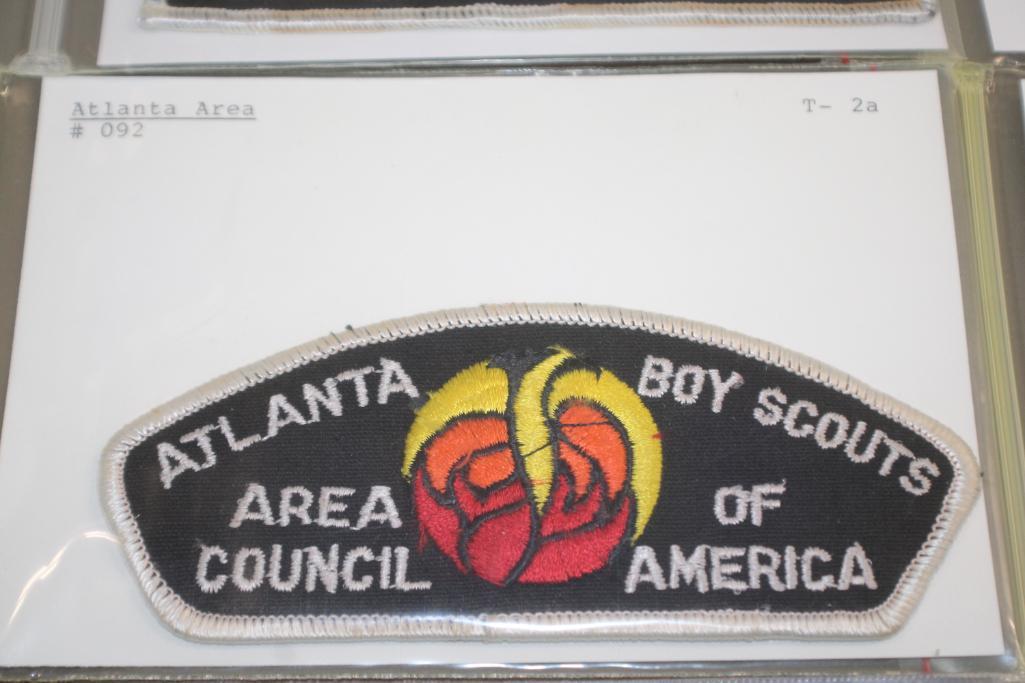 Atlanta Area
# 092
T- 2a
ATLANTA
AREA
COUNCIL
BOY SCOUTS
OF
AMERICA